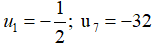 u₁ = −1/2; u₇ = −32